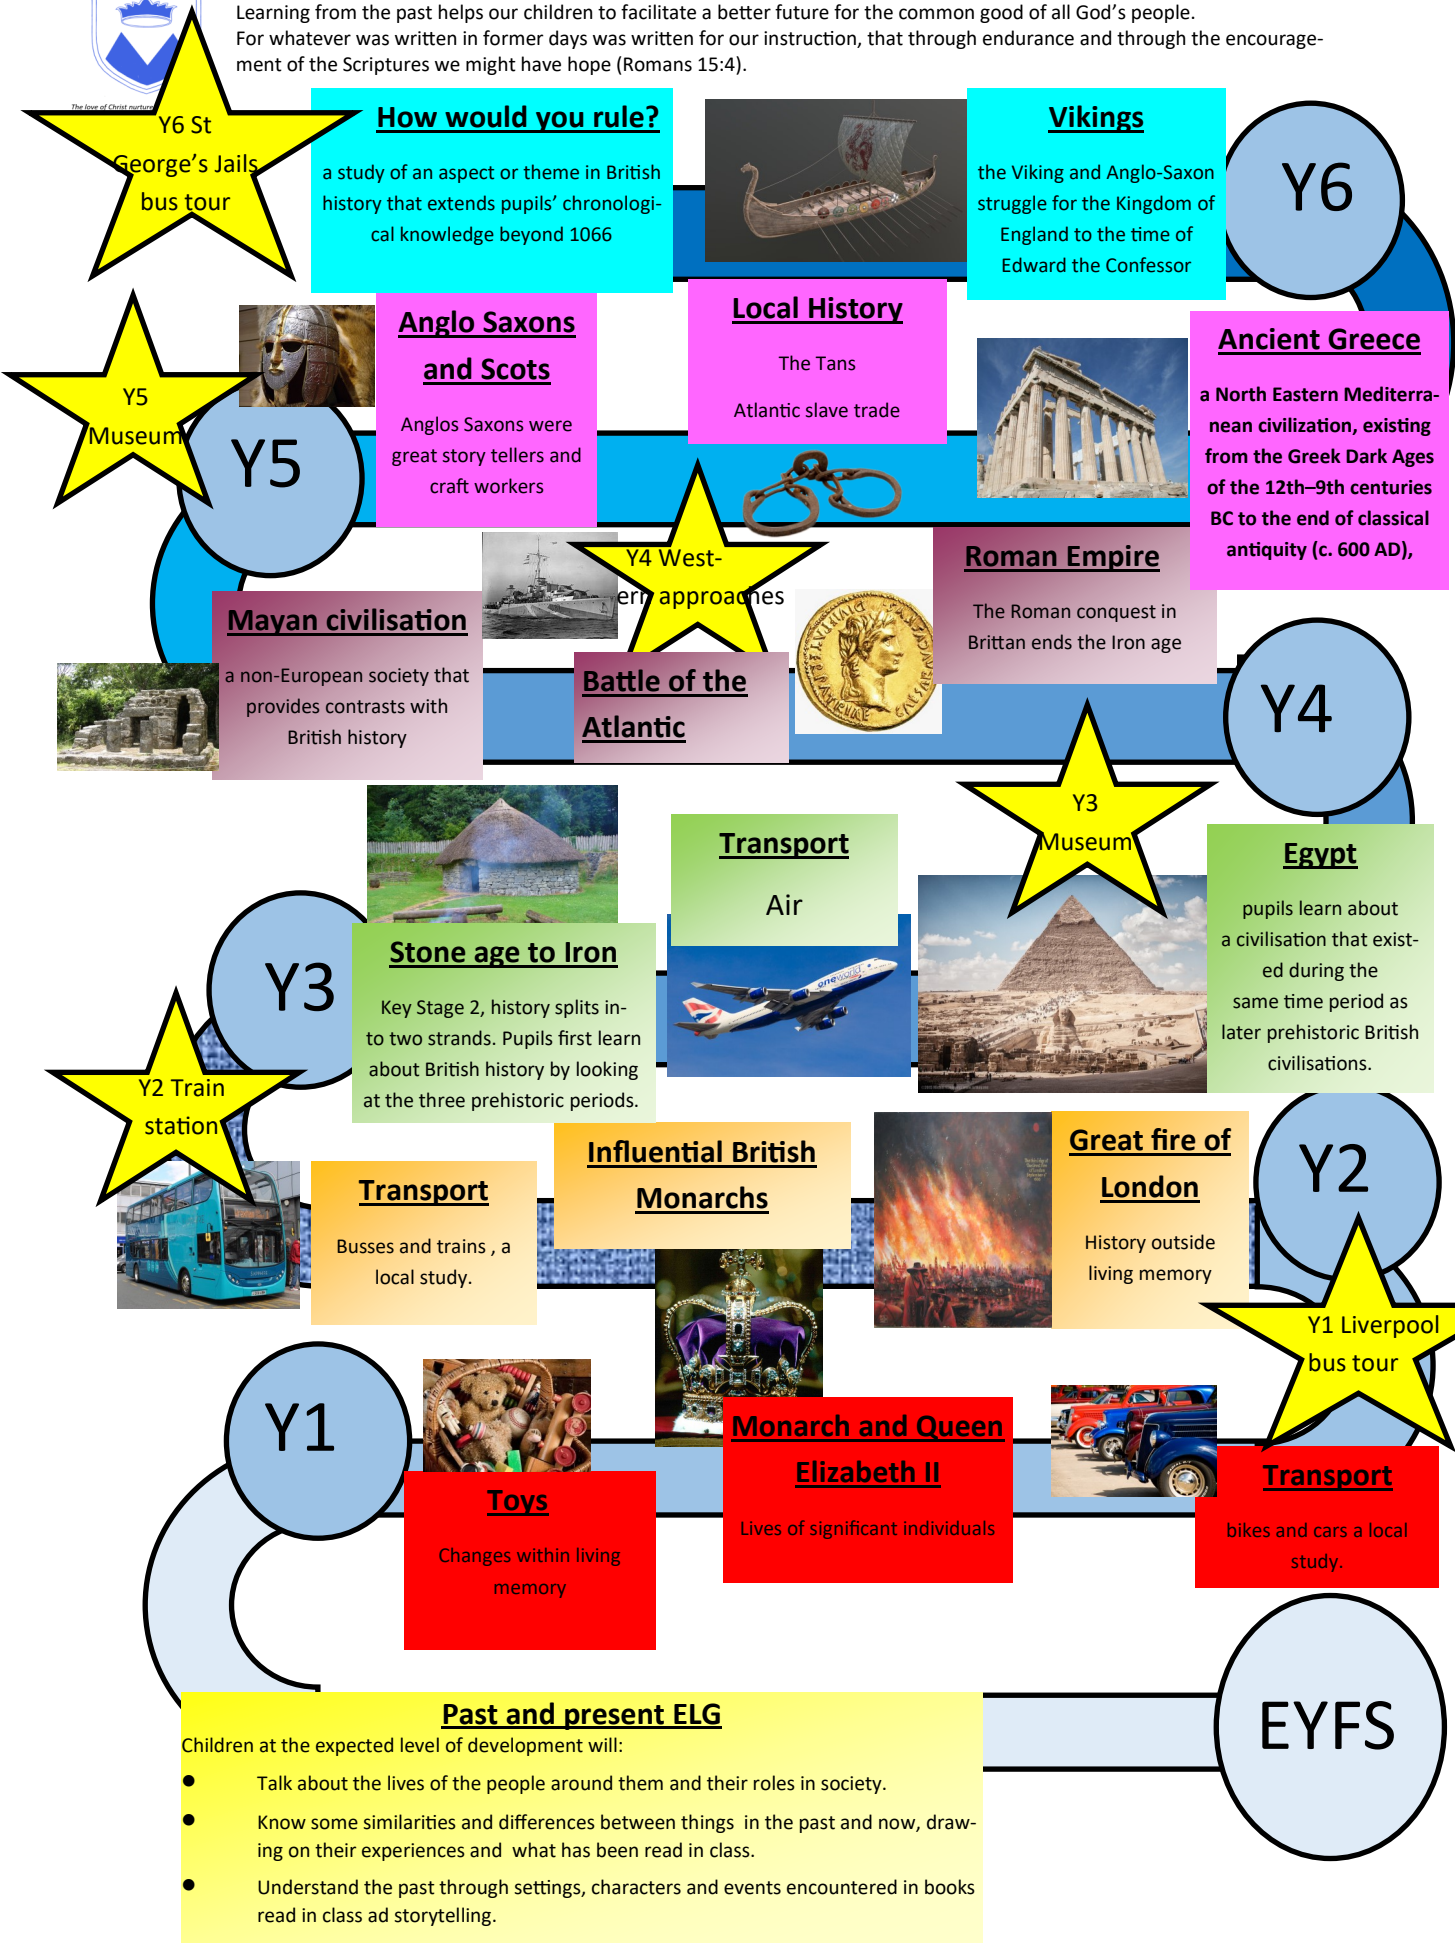 Learning from the past helps our children to facilitate a better future for the common good of all God's people.
For whatever was written in former days was written for our instruction, that through endurance and through the encourage-
ment of the Scriptures we might have hope (Romans 15:4).
The love of Christ nurture
Y6 St
George's Jails
bus tour
How would you rule?
a study of an aspect or theme in British
history that extends pupils' chronologi-
cal knowledge beyond 1066
Vikings
the Viking and Anglo-Saxon
struggle for the Kingdom of
England to the time of
Edward the Confessor
Y6
Y5
Museum
Y5
Anglo Saxons
and Scots
Anglos Saxons were
great story tellers and
craft workers
Local History
The Tans
Atlantic slave trade
Ancient Greece
a North Eastern Mediterra-
nean civilization, existing
from the Greek Dark Ages
of the 12th–9th centuries
BC to the end of classical
antiquity (c. 600 AD),
Mayan civilisation
a non-European society that
provides contrasts with
British history
Y4 West-
ern approaches
Battle of the
Atlantic
Roman Empire
The Roman conquest in
Brittan ends the Iron age
Y4
Y3
Museum
Y3
Stone age to Iron
Key Stage 2, history splits in-
to two strands. Pupils first learn
about British history by looking
at the three prehistoric periods.
Transport
Air
oneworld
Egypt
pupils learn about
a civilisation that exist-
ed during the
same time period as
later prehistoric British
civilisations.
Y2 Train
station
Transport
Busses and trains , a
local study.
Influential British
Monarchs
Great fire of
London
History outside
living memory
Y2
Y1 Liverpool
bus tour
Y1
Toys
Changes within living
memory
Monarch and Queen
Elizabeth II
Lives of significant individuals
Transport
bikes and cars a local
study.
EYFS
Past and present ELG
Children at the expected level of development will:
● Talk about the lives of the people around them and their roles in society.
● Know some similarities and differences between things in the past and now, draw-
ing on their experiences and what has been read in class.
● Understand the past through settings, characters and events encountered in books
read in class ad storytelling.